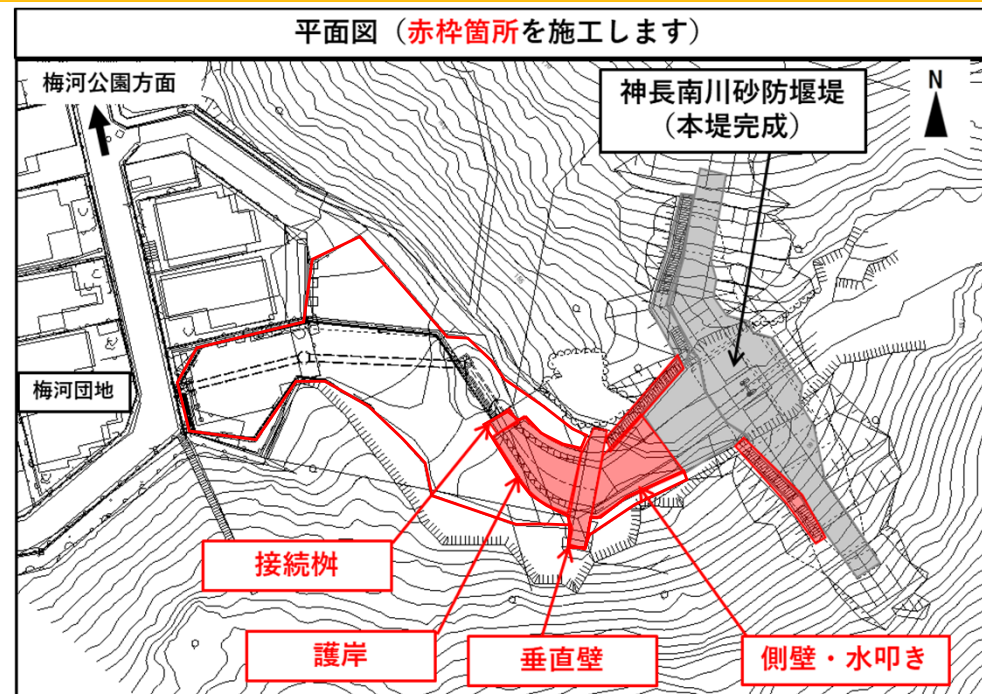 平面図（赤枠箇所を施工します）
梅河公園方面
神長南川砂防堰堤
（本堤完成）
N
梅河団地
接続桝
護岸
垂直壁
側壁・水叩き